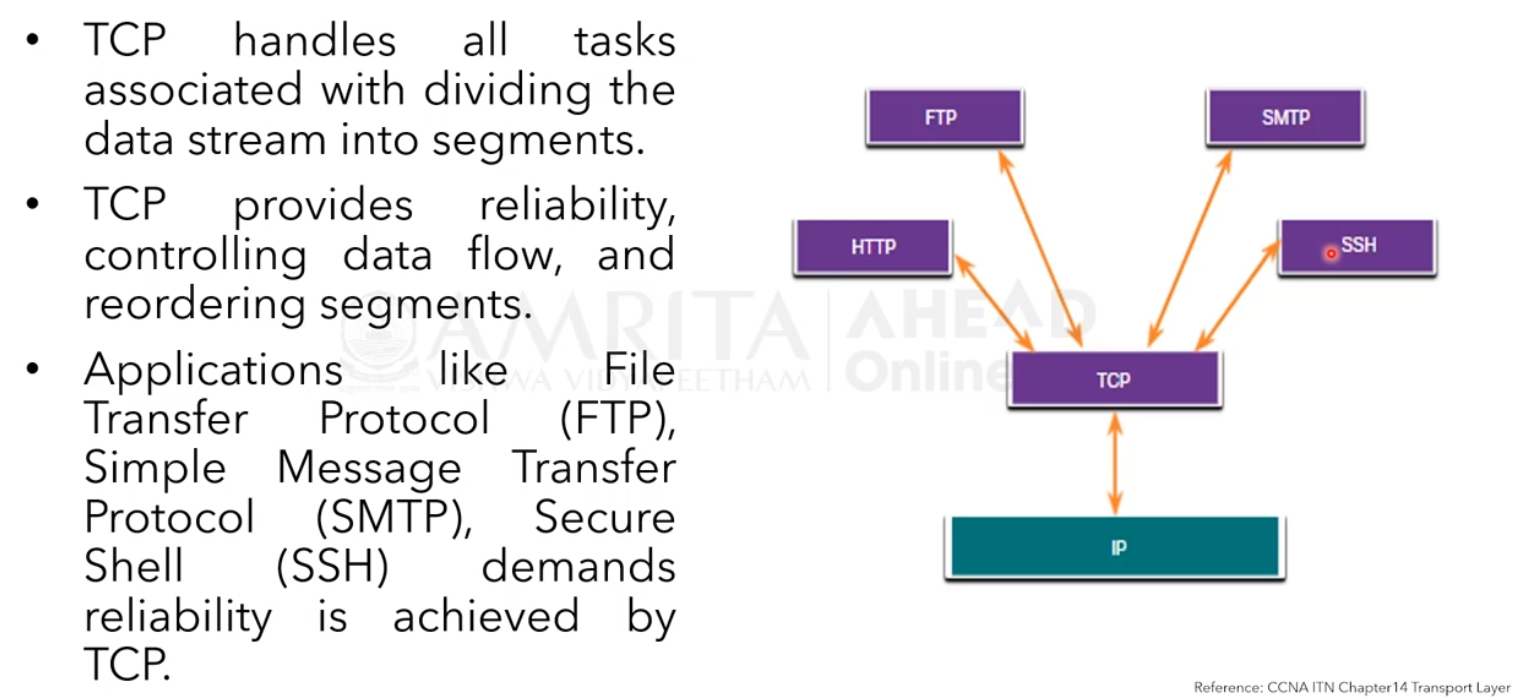 • TCP handles all tasks
associated with dividing the
data stream into segments.
• TCP provides reliability,
controlling data flow, and
reordering segments.
• Applications like File
Transfer Protocol (FTP),
Simple Message Transfer
Protocol (SMTP), Secure
Shell (SSH) demands
reliability is achieved by
TCP.
FTP
SMTP
HTTP
SSH
TCP
IP
AMRITA
VISHWA VIDYAPEETHAM
AHEAD
Online
Reference: CCNA ITN Chapter14 Transport Layer